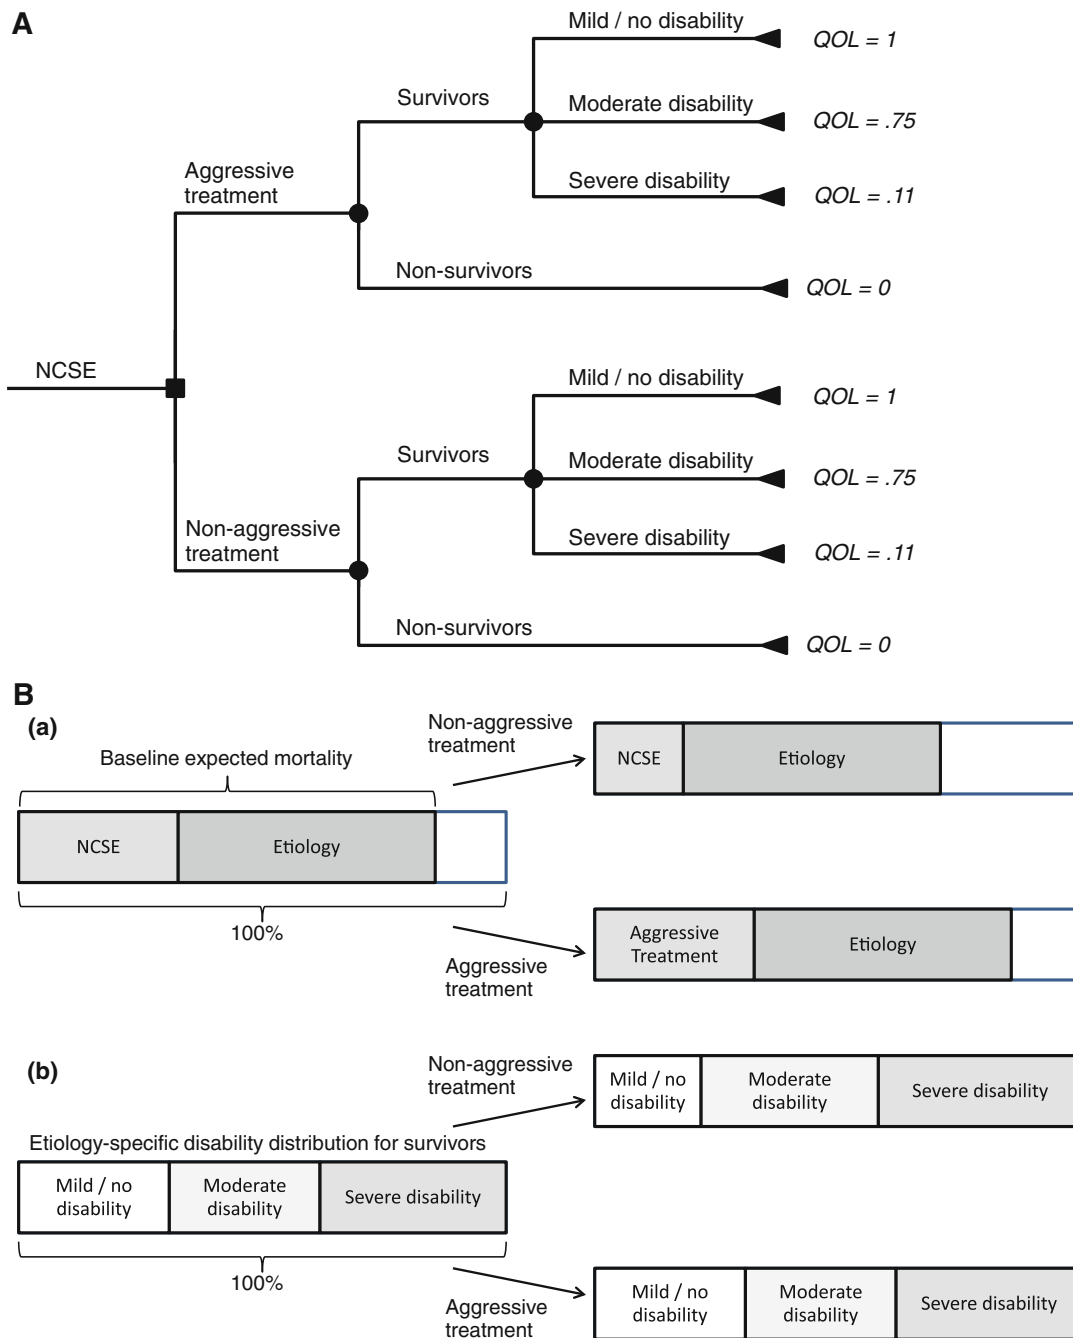 A
Mild / no disability
QOL = 1
Survivors
Moderate disability
QOL = .75
Aggressive
treatment
Severe disability
QOL = .11
Non-survivors
QOL = 0
NCSE
Mild / no disability
QOL = 1
Survivors
Moderate disability
QOL = .75
Non-aggressive
treatment
Severe disability
QOL = .11
Non-survivors
QOL = 0
B
(a)
Baseline expected mortality
NCSE
Etiology
100%
Non-aggressive
treatment
NCSE
Etiology
Aggressive
treatment
Aggressive
Treatment
Etiology
(b)
Etiology-specific disability distribution for survivors
Mild / no
disability
Moderate
disability
Severe disability
100%
Non-aggressive
treatment
Mild / no
disability
Moderate
disability
Severe disability
Aggressive
treatment
Mild / no
disability
Moderate
disability
Severe disability